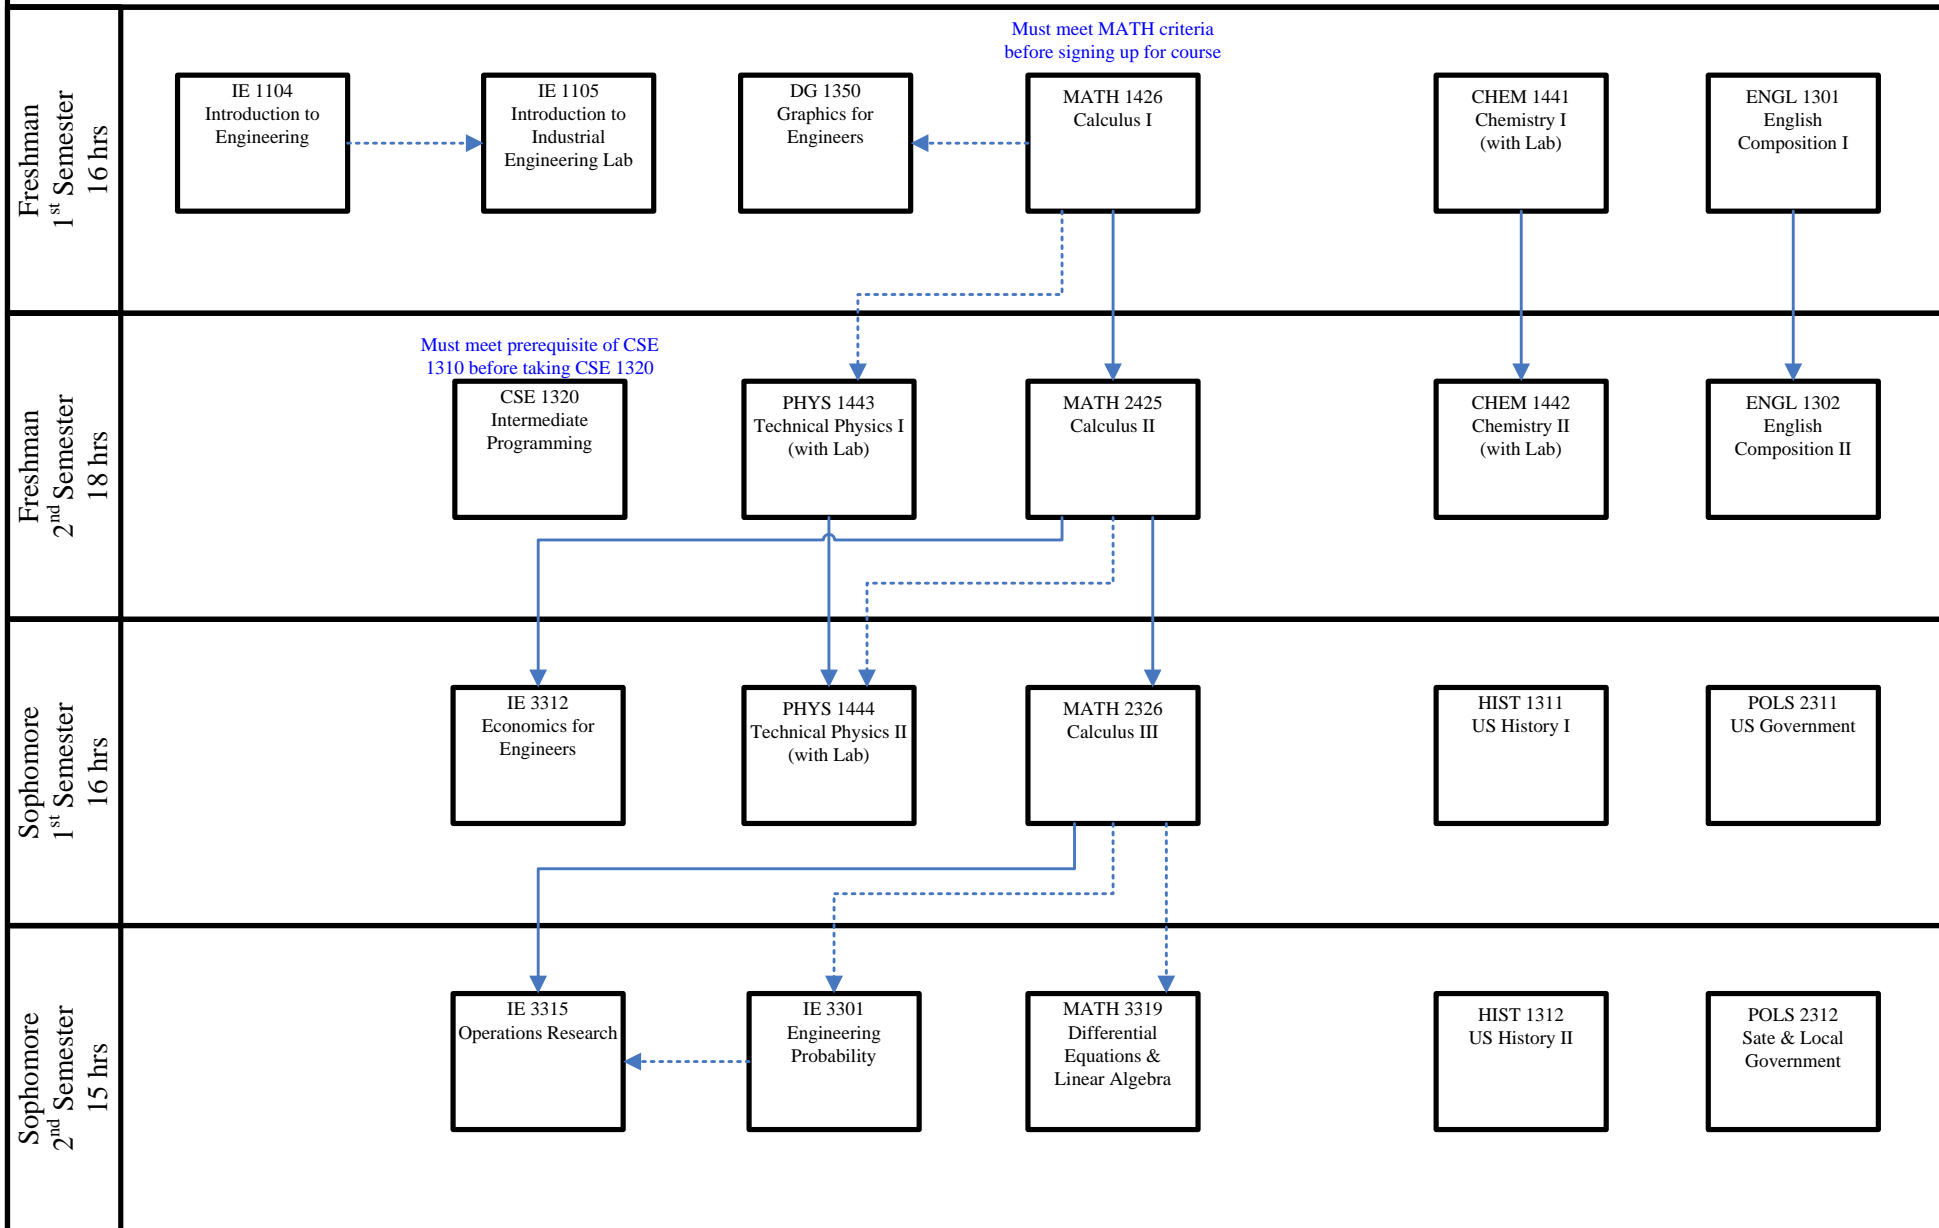 Freshman
1st Semester
16 hrs
IE 1104
Introduction to
Engineering
IE 1105
Introduction to
Industrial
Engineering Lab
DG 1350
Graphics for
Engineers
Must meet MATH criteria
before signing up for course
MATH 1426
Calculus I
CHEM 1441
Chemistry I
(with Lab)
ENGL 1301
English
Composition I
Freshman
2nd Semester
18 hrs
Must meet prerequisite of CSE
1310 before taking CSE 1320
CSE 1320
Intermediate
Programming
PHYS 1443
Technical Physics I
(with Lab)
MATH 2425
Calculus II
CHEM 1442
Chemistry II
(with Lab)
ENGL 1302
English
Composition II
Sophomore
1st Semester
16 hrs
IE 3312
Economics for
Engineers
PHYS 1444
Technical Physics II
(with Lab)
MATH 2326
Calculus III
HIST 1311
US History I
POLS 2311
US Government
Sophomore
2nd Semester
15 hrs
IE 3315
Operations Research
IE 3301
Engineering
Probability
MATH 3319
Differential
Equations &
Linear Algebra
HIST 1312
US History II
POLS 2312
Sate & Local
Government